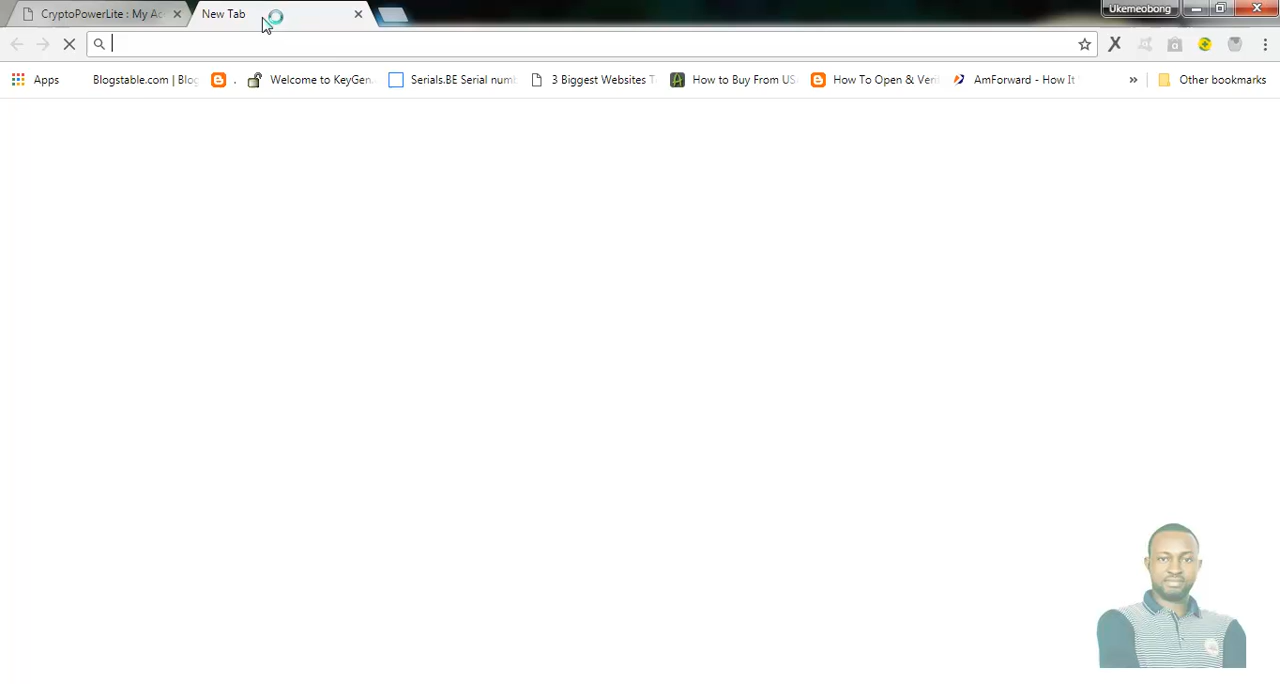 CryptoPowerLite : My Ac
New Tab
Ukemeobong
Apps
Blogstable.com | Blog
.
Welcome to KeyGen.
Serials.BE Serial numb
3 Biggest Websites T
How to Buy From US
How To Open & Veri
AmForward - How It
»
Other bookmarks